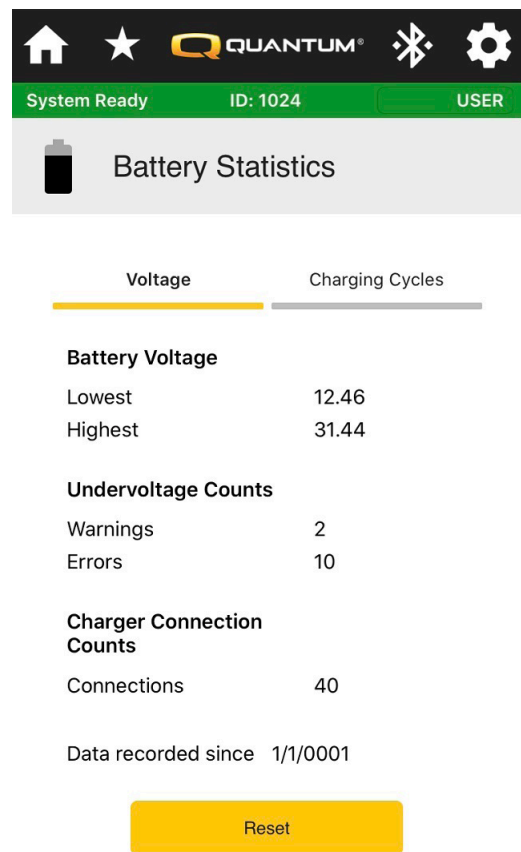 QUANTUM®
System Ready ID: 1024 USER
Battery Statistics
Voltage Charging Cycles
Battery Voltage
Lowest 12.46
Highest 31.44
Undervoltage Counts
Warnings 2
Errors 10
Charger Connection
Counts
Connections 40
Data recorded since 1/1/0001
Reset